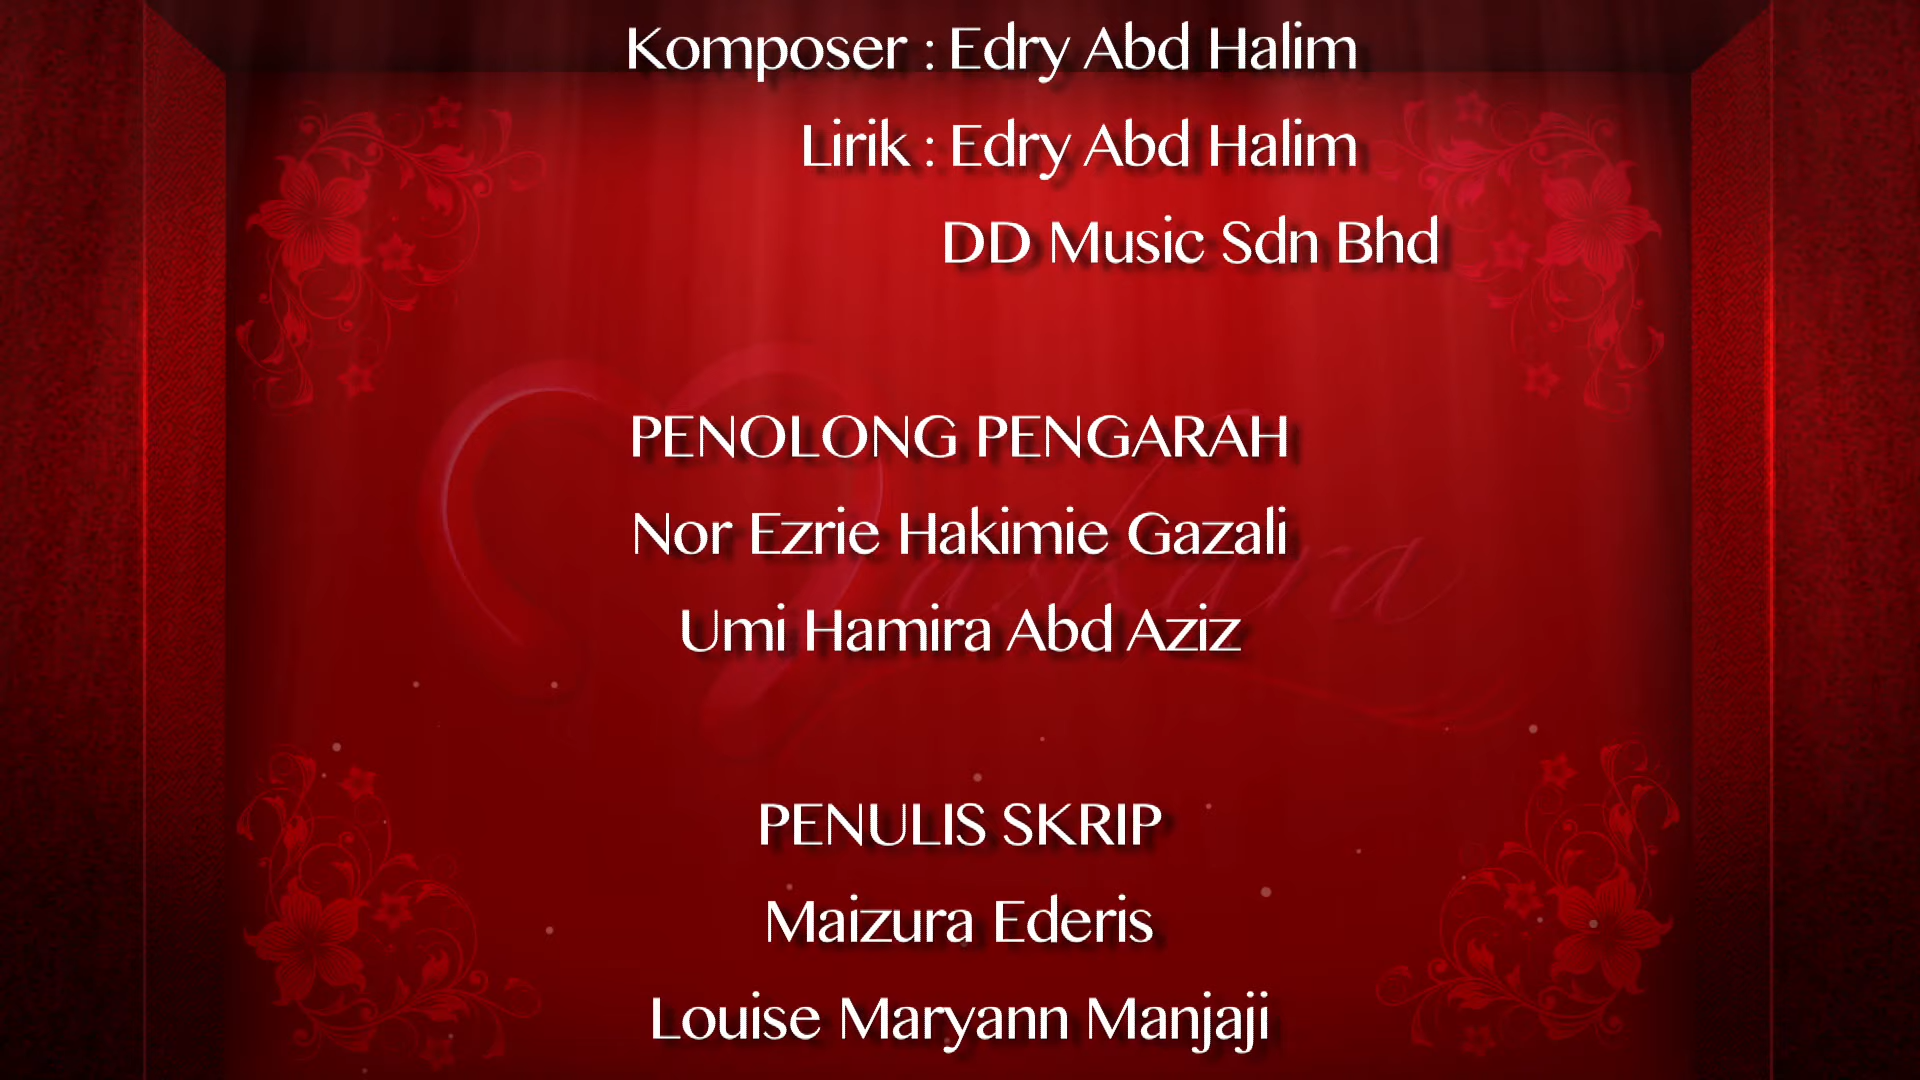 Komposer : Edry Abd Halim
Lirik : Edry Abd Halim
DD Music Sdn Bhd
PENOLONG PENGARAH
Nor Ezrie Hakimie Gazali
Umi Hamira Abd Aziz
PENULIS SKRIP
Maizura Ederis
Louise Maryann Manjaji